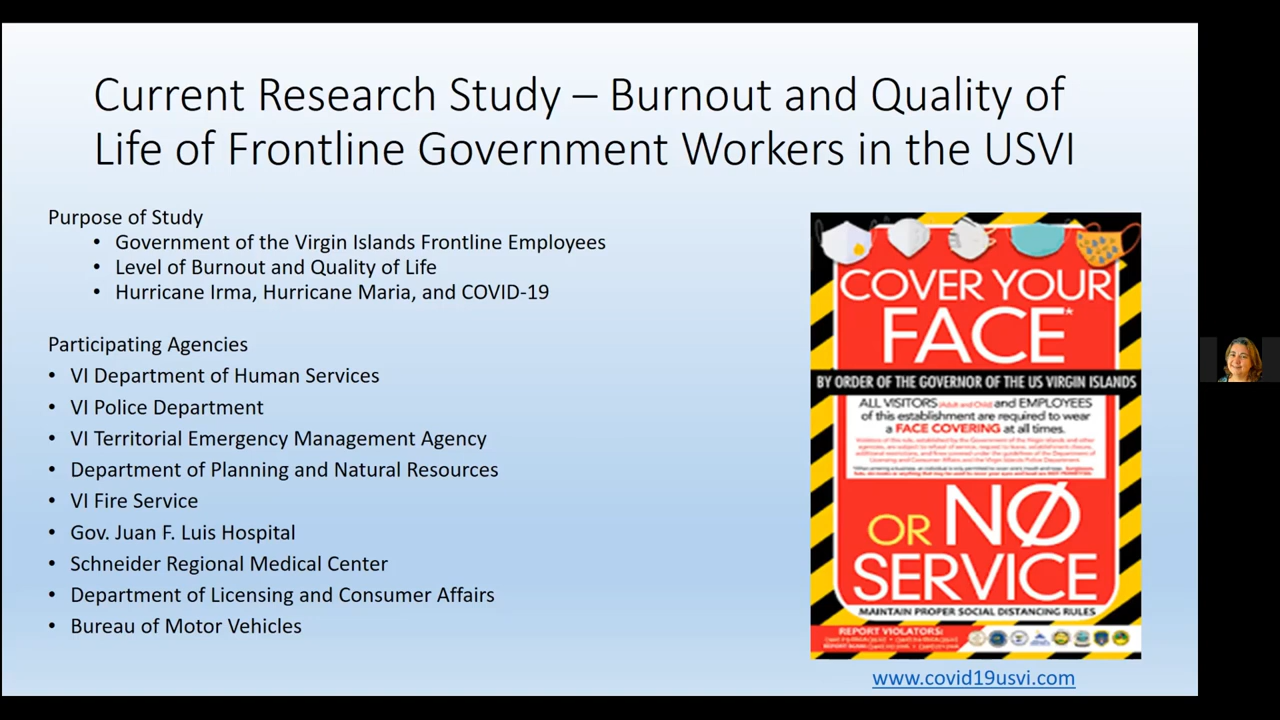 Current Research Study – Burnout and Quality of
Life of Frontline Government Workers in the USVI
Purpose of Study
• Government of the Virgin Islands Frontline Employees
• Level of Burnout and Quality of Life
• Hurricane Irma, Hurricane Maria, and COVID-19
Participating Agencies
• VI Department of Human Services
• VI Police Department
• VI Territorial Emergency Management Agency
• Department of Planning and Natural Resources
• VI Fire Service
• Gov. Juan F. Luis Hospital
• Schneider Regional Medical Center
• Department of Licensing and Consumer Affairs
• Bureau of Motor Vehicles
COVER YOUR
FACE*
BY ORDER OF THE GOVERNOR OF THE US VIRGIN ISLANDS
ALL VISITORS (Adult and Child) and EMPLOYEES
of this establishment are required to wear
a FACE COVERING at all times.
OR NØ
SERVICE
MAINTAIN PROPER SOCIAL DISTANCING RULES
REPORT VIOLATORS:
www.covid19usvi.com